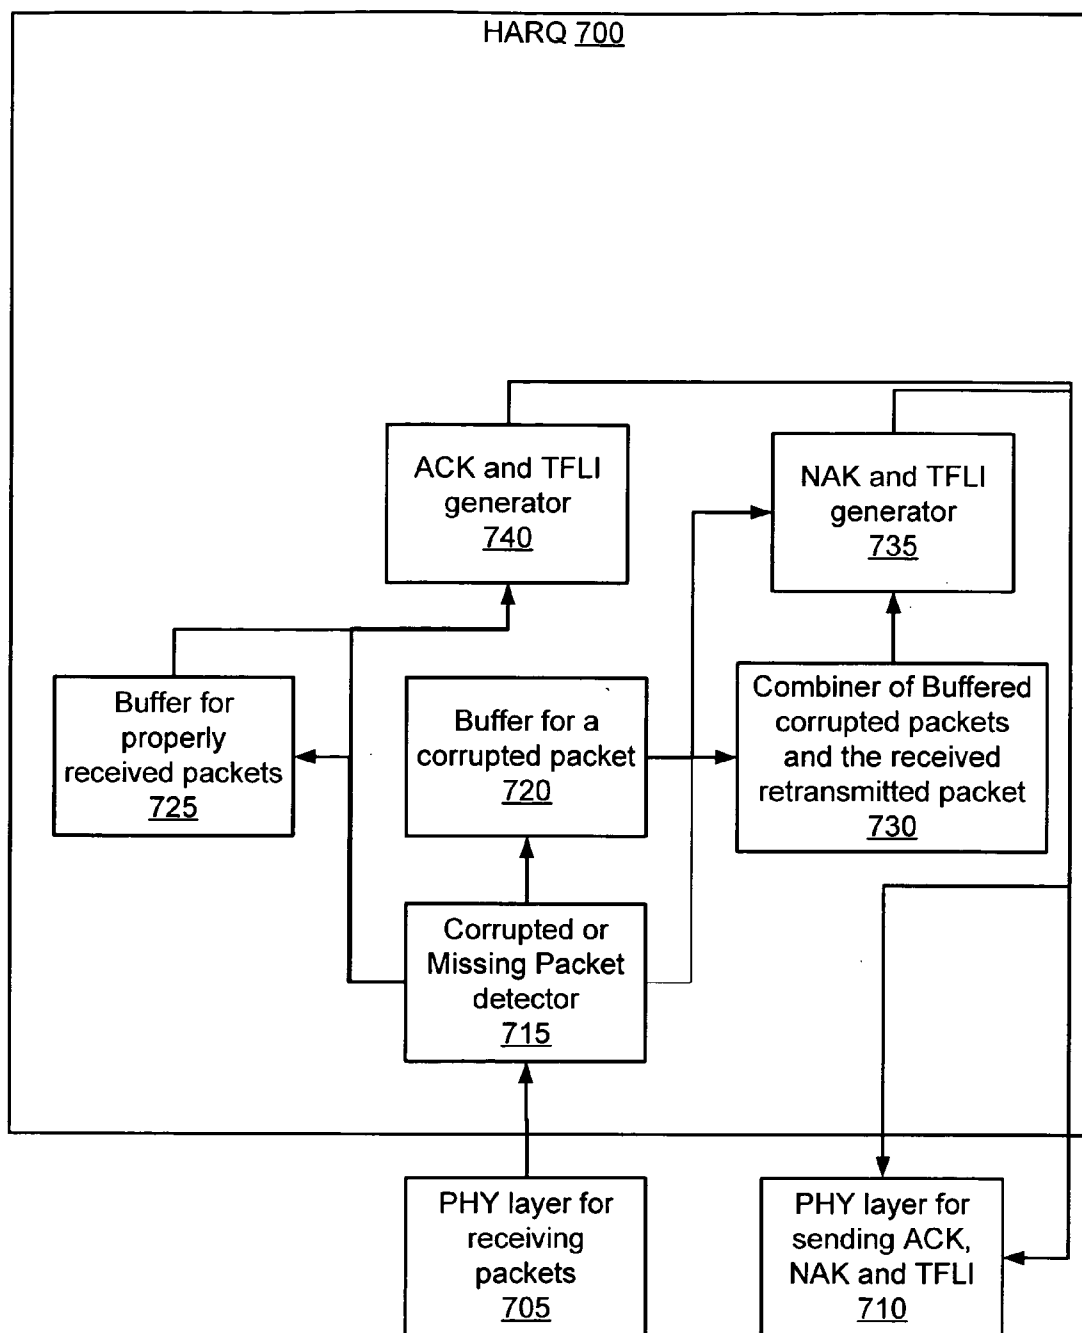 HARQ 700
ACK and TFLI
generator
740
NAK and TFLI
generator
735
Buffer for
properly
received packets
725
Buffer for a
corrupted packet
720
Combiner of Buffered
corrupted packets
and the received
retransmitted packet
730
Corrupted or
Missing Packet
detector
715
PHY layer for
receiving
packets
705
PHY layer for
sending ACK,
NAK and TFLI
710